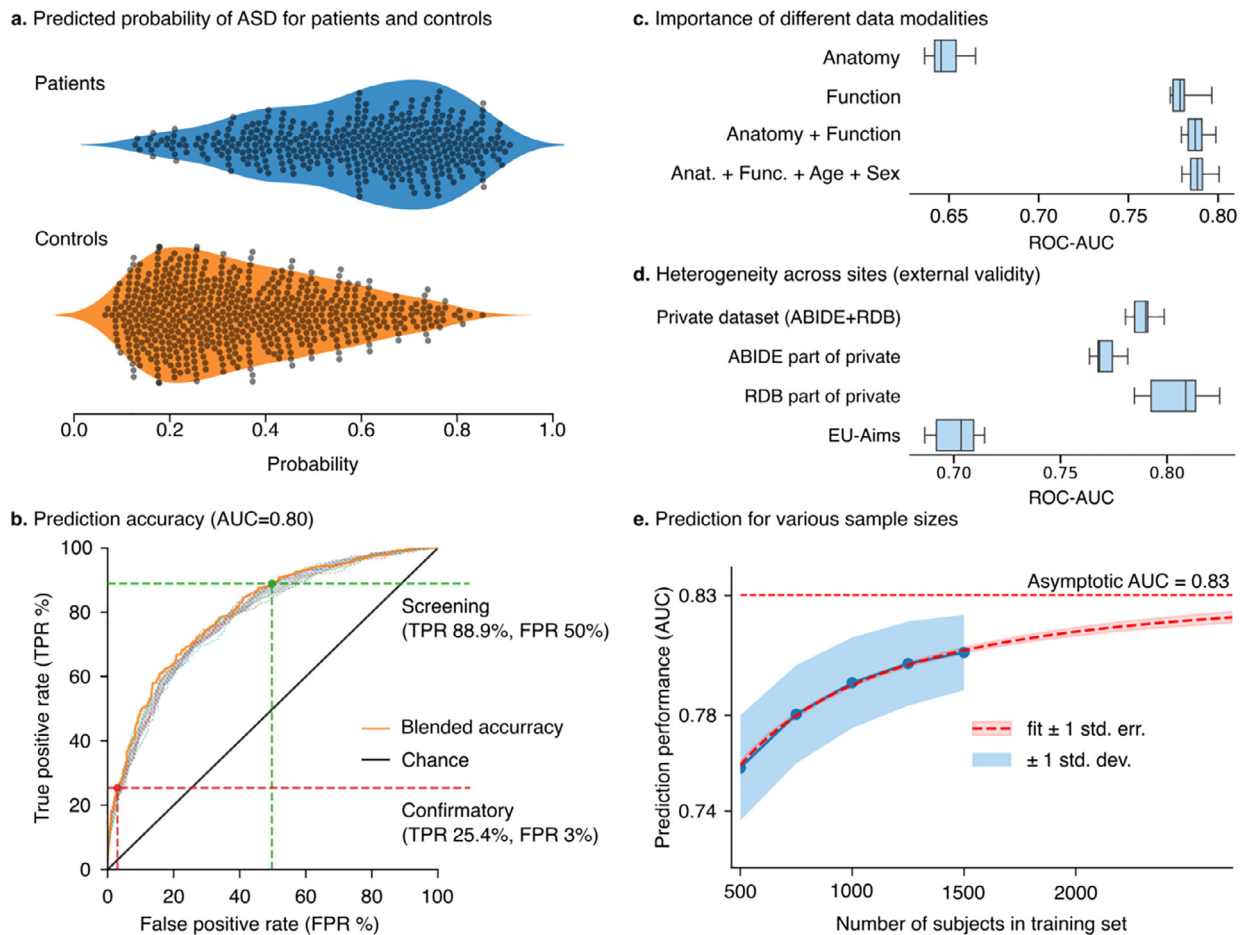 a. Predicted probability of ASD for patients and controls
Patients
Controls
0.0 0.2 0.4 0.6 0.8 1.0
Probability
b. Prediction accuracy (AUC=0.80)
100
80
60
40
20
0
True positive rate (TPR %)
Screening
(TPR 88.9%, FPR 50%)
Blended accurracy
Chance
Confirmatory
(TPR 25.4%, FPR 3%)
0 20 40 60 80 100
False positive rate (FPR %)
c. Importance of different data modalities
Anatomy
Function
Anatomy + Function
Anat. + Func. + Age + Sex
0.65 0.70 0.75 0.80
ROC-AUC
d. Heterogeneity across sites (external validity)
Private dataset (ABIDE+RDB)
ABIDE part of private
RDB part of private
EU-Aims
0.70 0.75 0.80
ROC-AUC
e. Prediction for various sample sizes
Asymptotic AUC = 0.83
0.83
0.78
0.74
Prediction performance (AUC)
fit ± 1 std. err.
± 1 std. dev.
500 1000 1500 2000
Number of subjects in training set